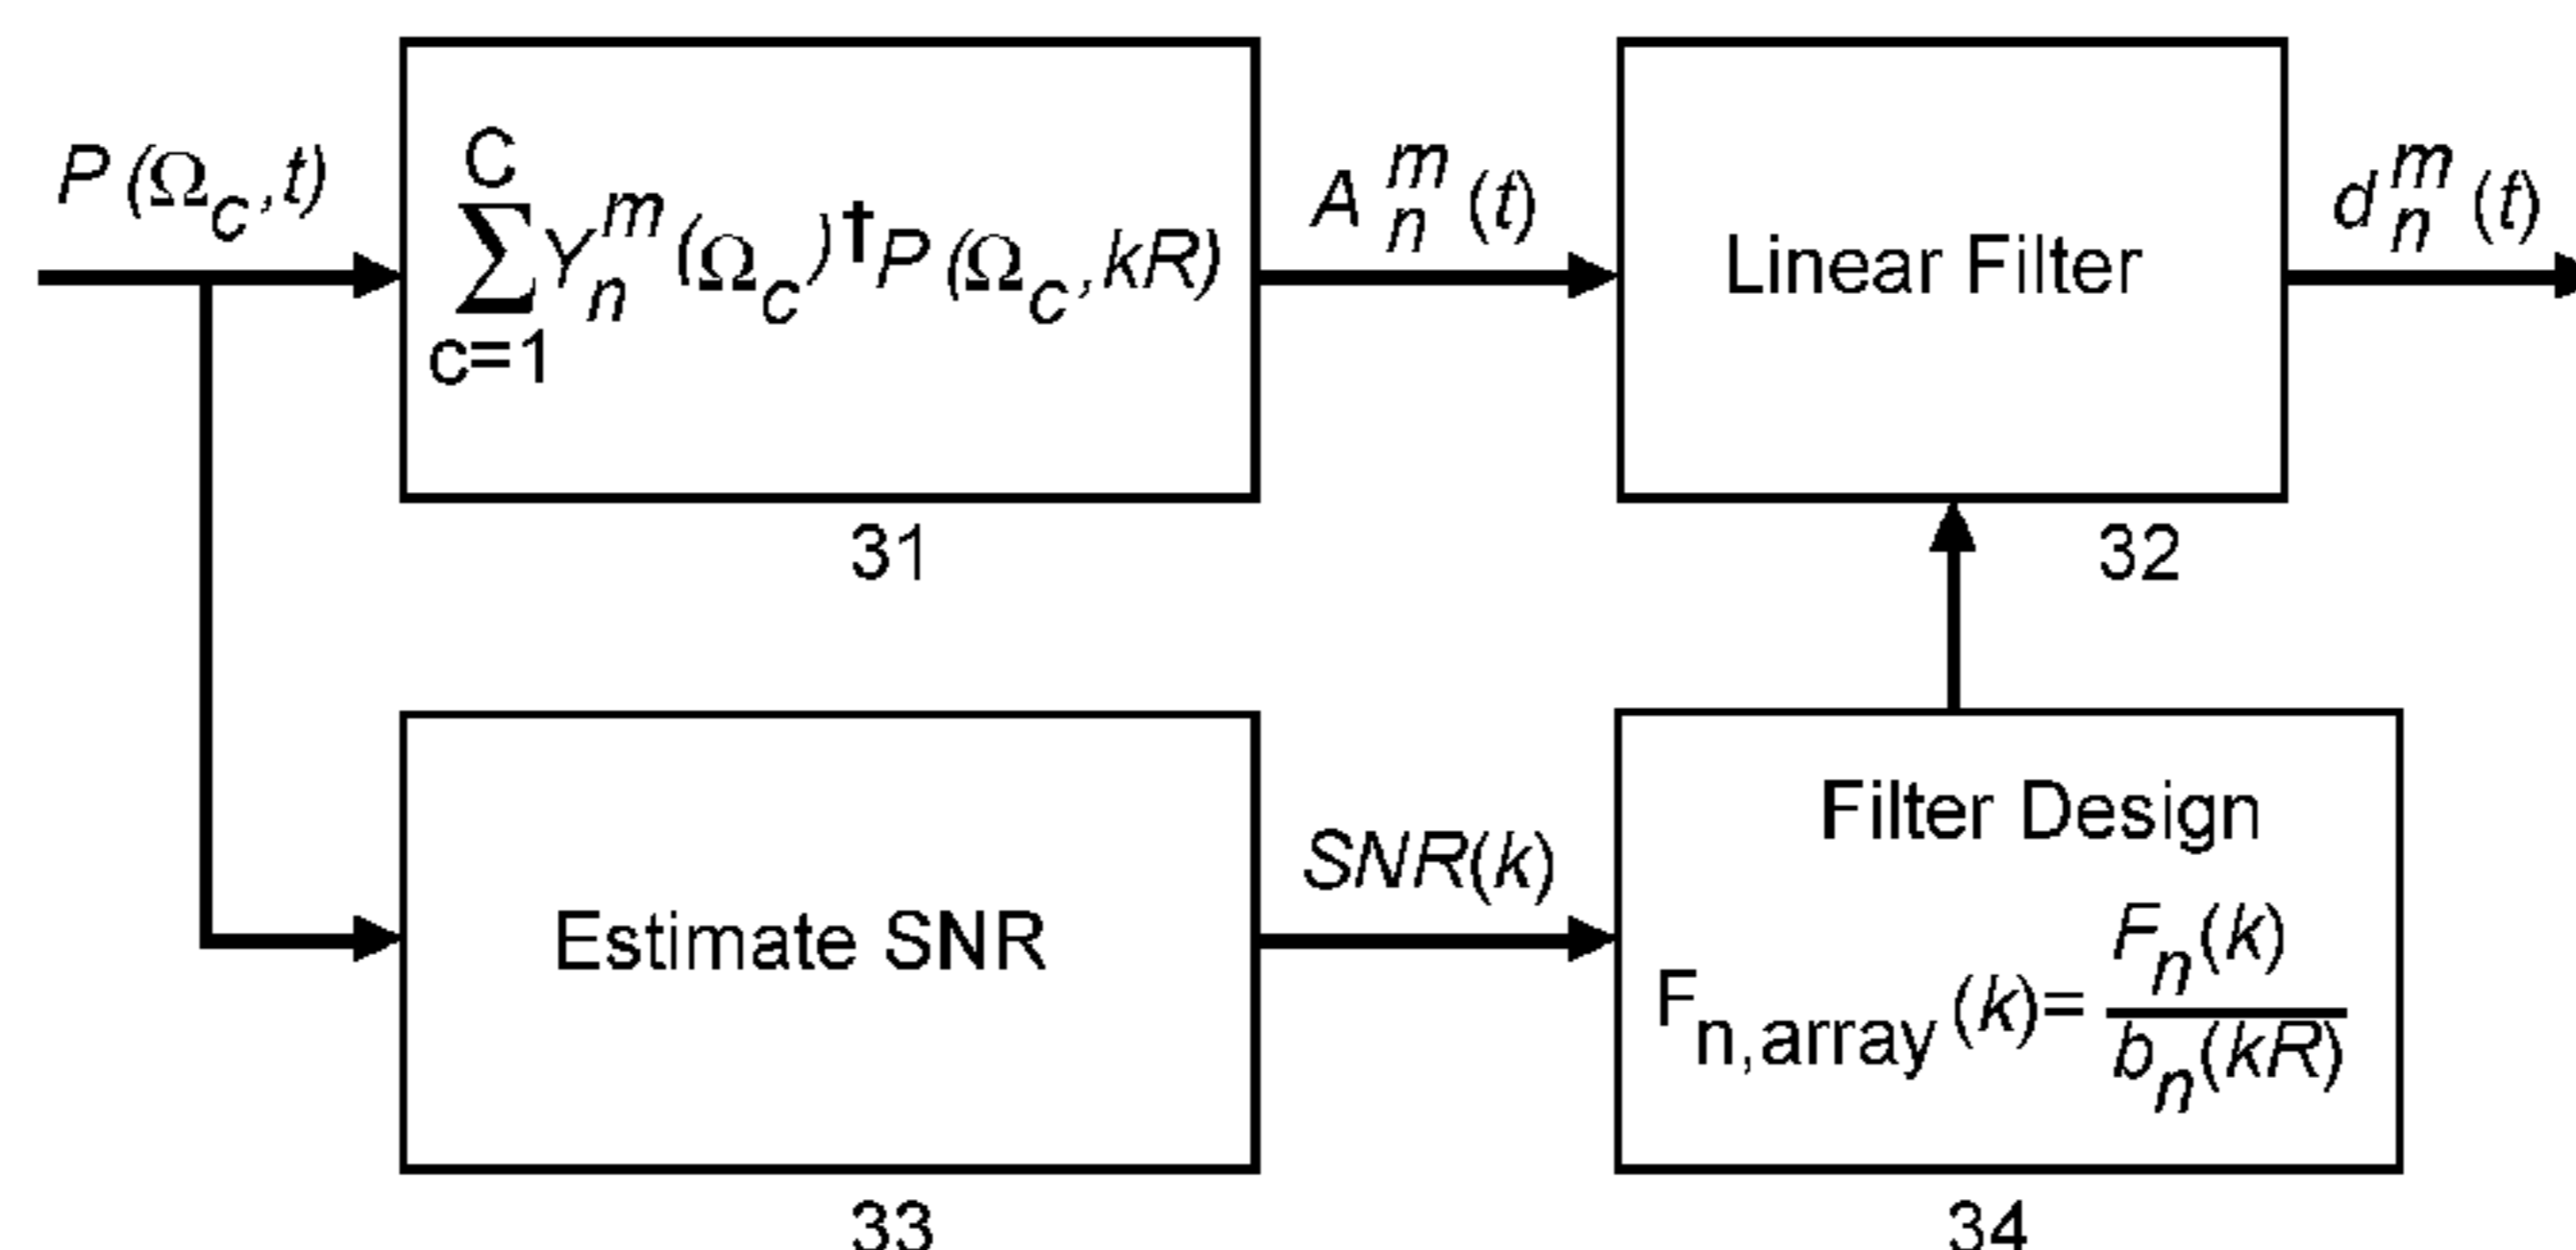 P(Ω_c,t)
C
∑ Y_n^m(Ω_c)†P(Ω_c,kR)
c=1
A_n^m(t)
Linear Filter
d_n^m(t)
31
32
Estimate SNR
SNR(k)
Filter Design
F_n,array(k)= F_n(k)
b_n(kR)
33
34